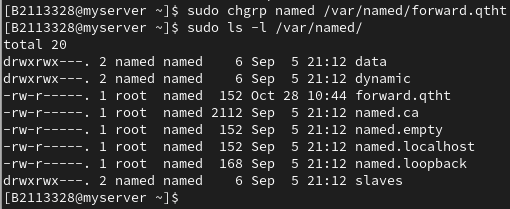 [B2113328@myserver ~]$ sudo chgrp named /var/named/forward.qtht
[B2113328@myserver ~]$ sudo ls -l /var/named/
total 20
drwxrwx---. 2 named named    6 Sep  5 21:12 data
drwxrwx---. 2 named named    6 Sep  5 21:12 dynamic
-rw-r-----. 1 root  named  152 Oct 28 10:44 forward.qtht
-rw-r-----. 1 root  named 2112 Sep  5 21:12 named.ca
-rw-r-----. 1 root  named  152 Sep  5 21:12 named.empty
-rw-r-----. 1 root  named  152 Sep  5 21:12 named.localhost
-rw-r-----. 1 root  named  168 Sep  5 21:12 named.loopback
drwxrwx---. 2 named named    6 Sep  5 21:12 slaves
[B2113328@myserver ~]$